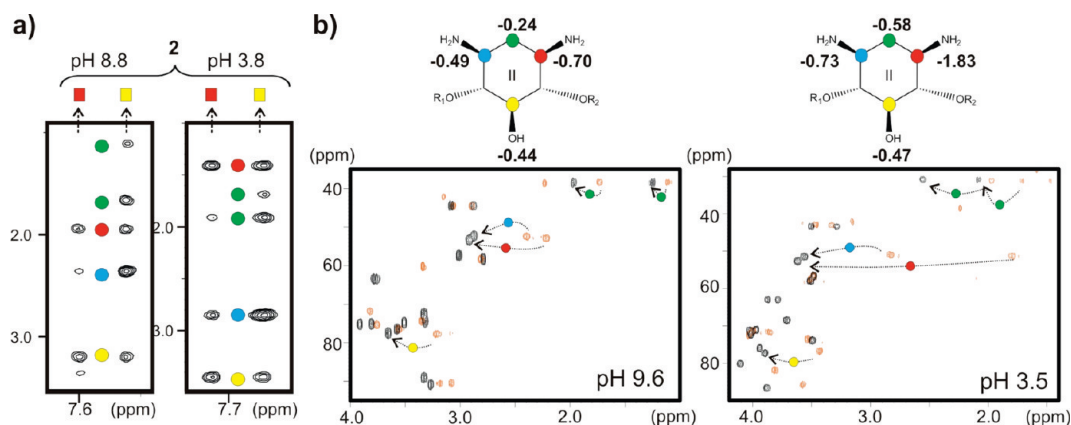 a)
2
pH 8.8
pH 3.8
2.0
3.0
7.6
(ppm)
2.0
3.0
7.7
(ppm)
b)
-0.24
H₂N
NH₂
-0.49
-0.70
II
R₁O
OR₂
OH
-0.44
-0.58
H₂N
NH₂
-0.73
-1.83
II
R₁O
OR₂
OH
-0.47
(ppm)
40
60
80
pH 9.6
4.0
3.0
2.0
(ppm)
(ppm)
40
60
80
pH 3.5
4.0
3.0
2.0
(ppm)